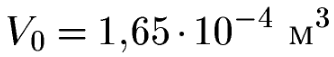 V₀ = 1,65 · 10⁻⁴ м³